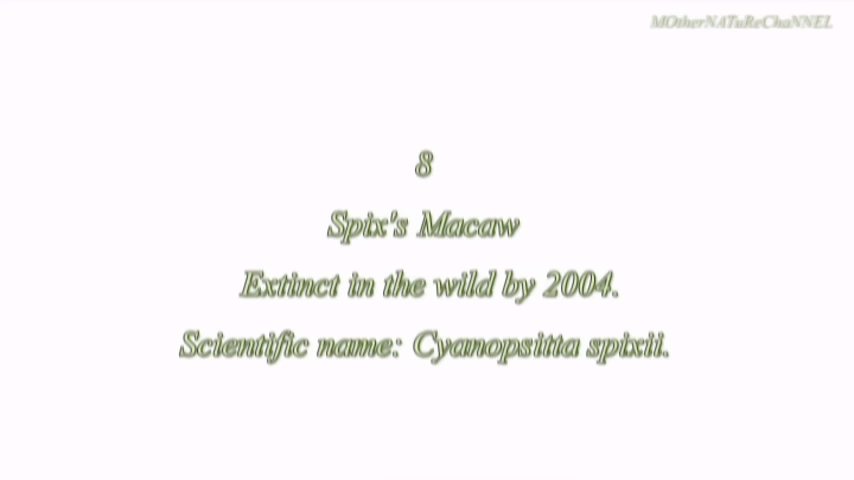 MOtherNATuReChaNNEL
8
Spix's Macaw
Extinct in the wild by 2004.
Scientific name: Cyanopsitta spixii.